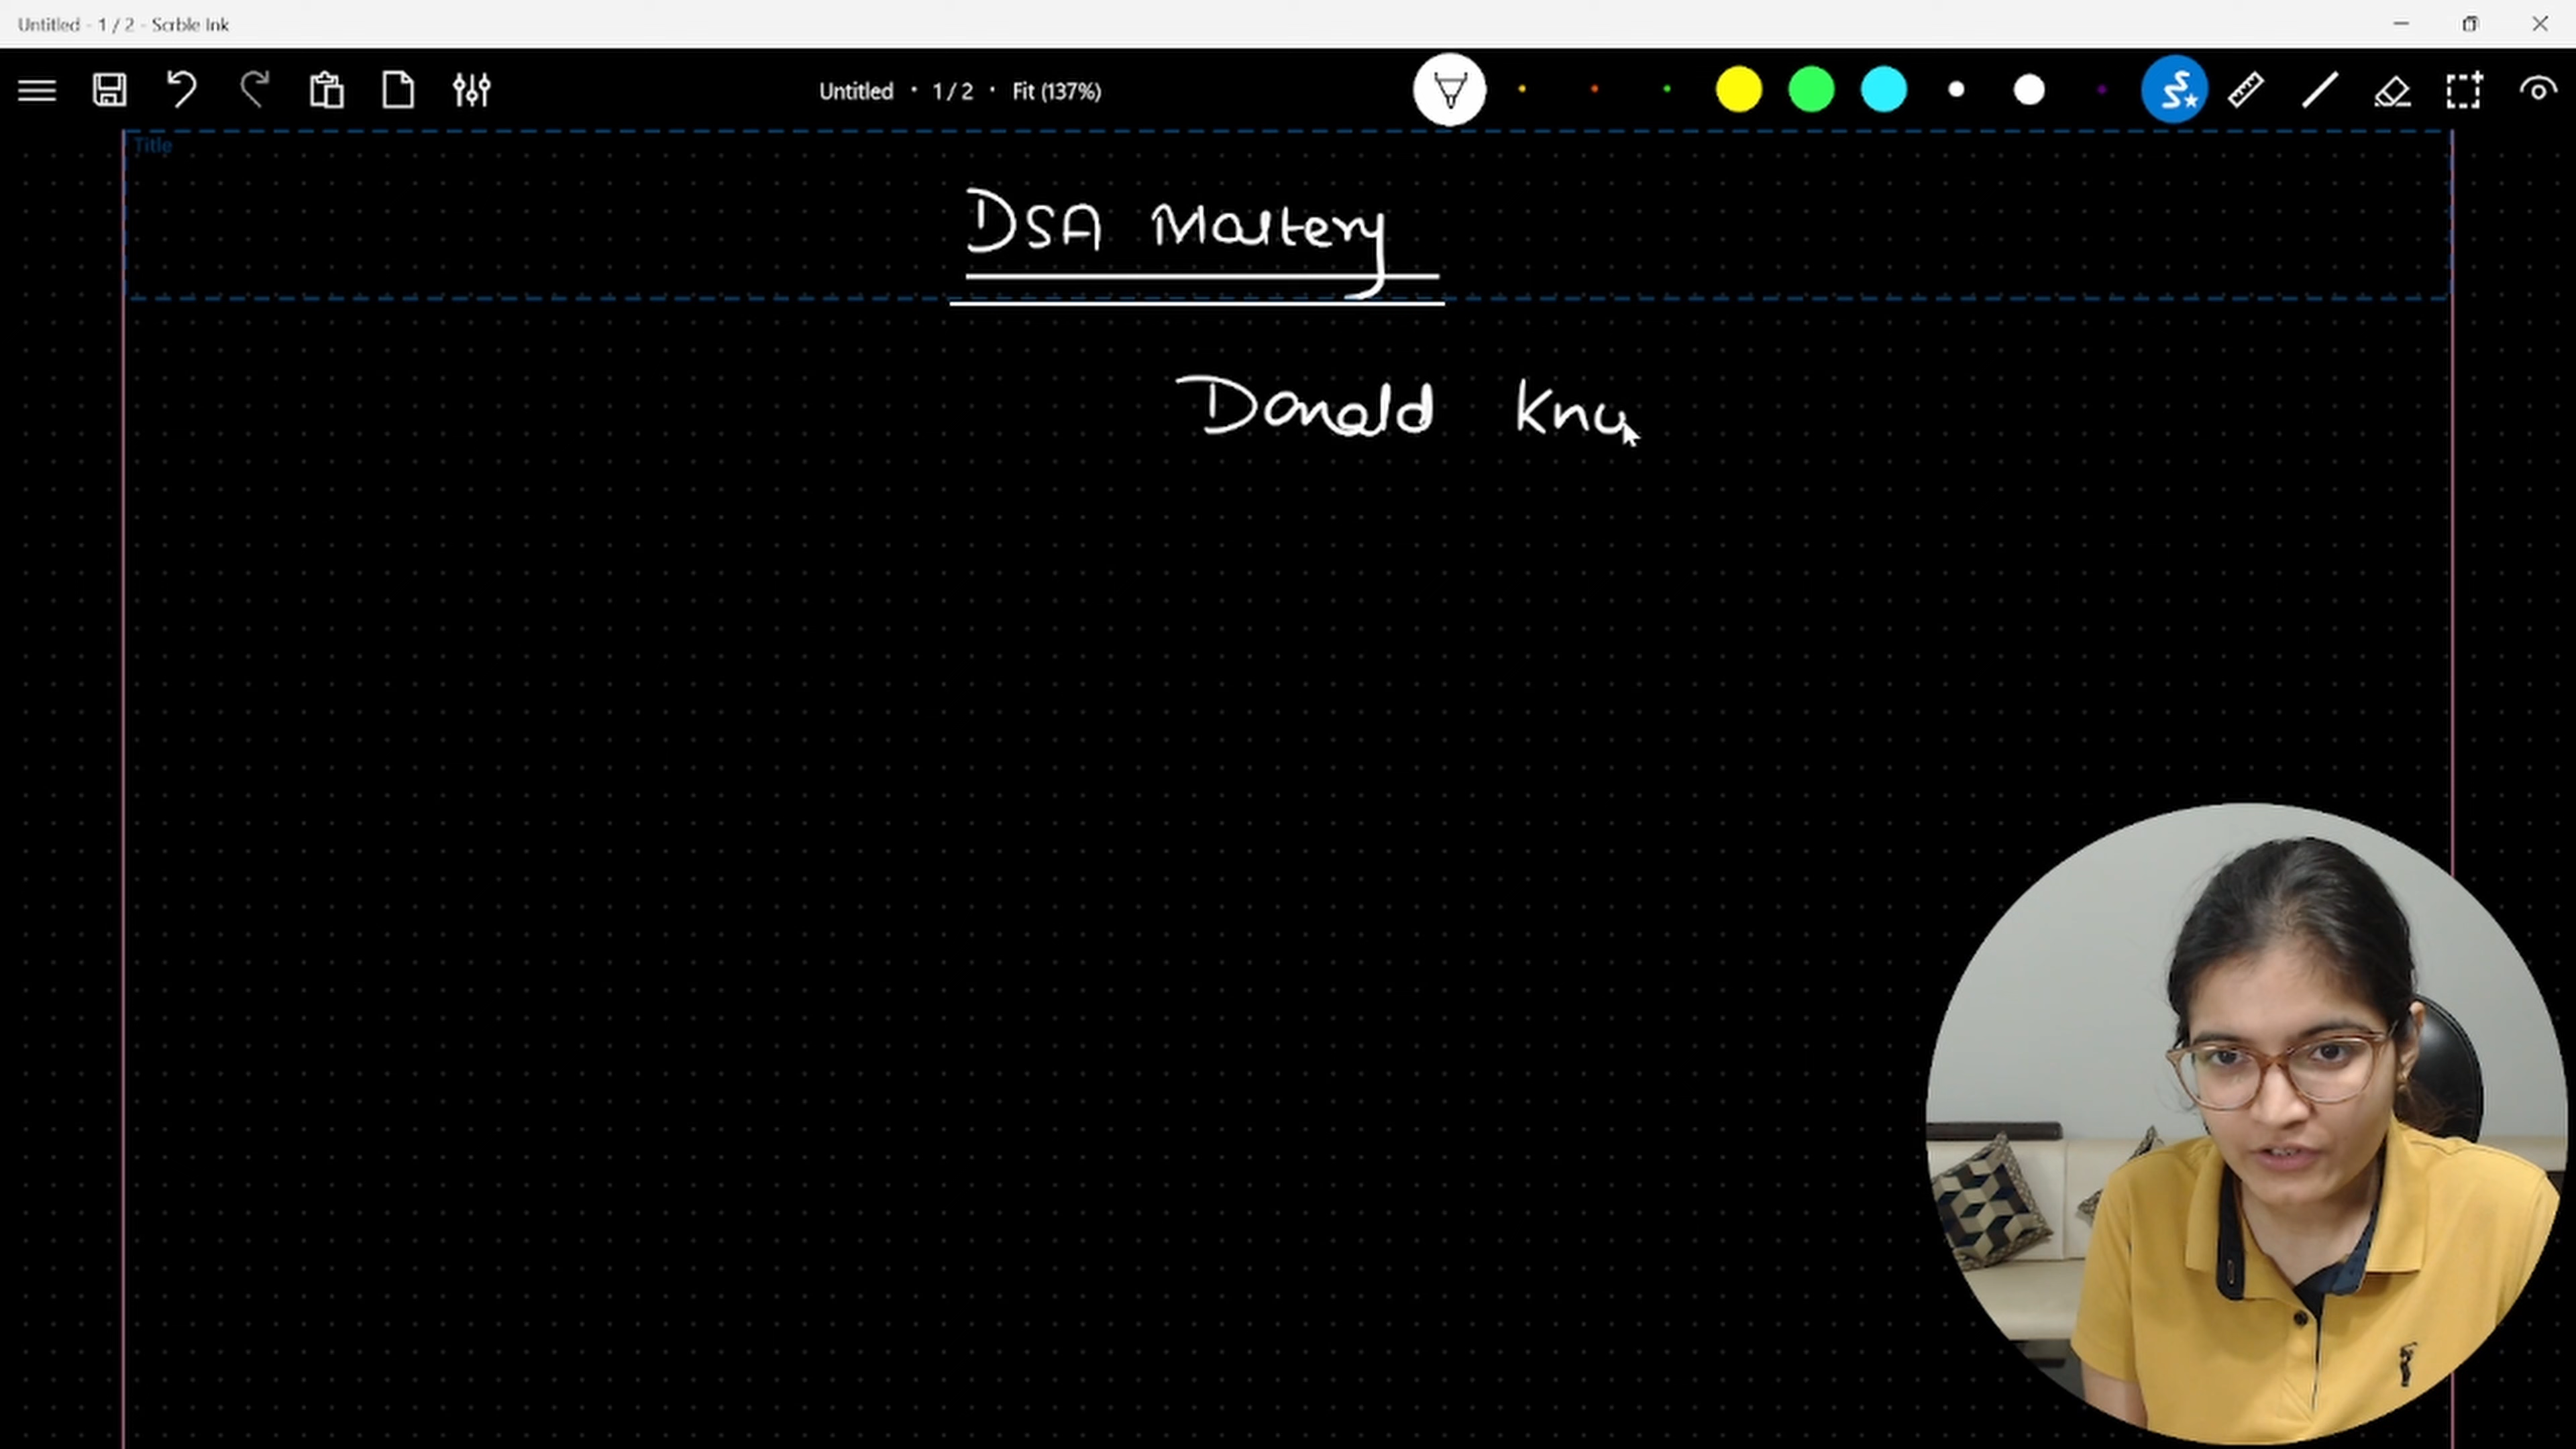 Untitled - 1 / 2 - Scrble Ink
Untitled • 1 / 2 • Fit (137%)
Title
DSA Mastery
Donald Knu